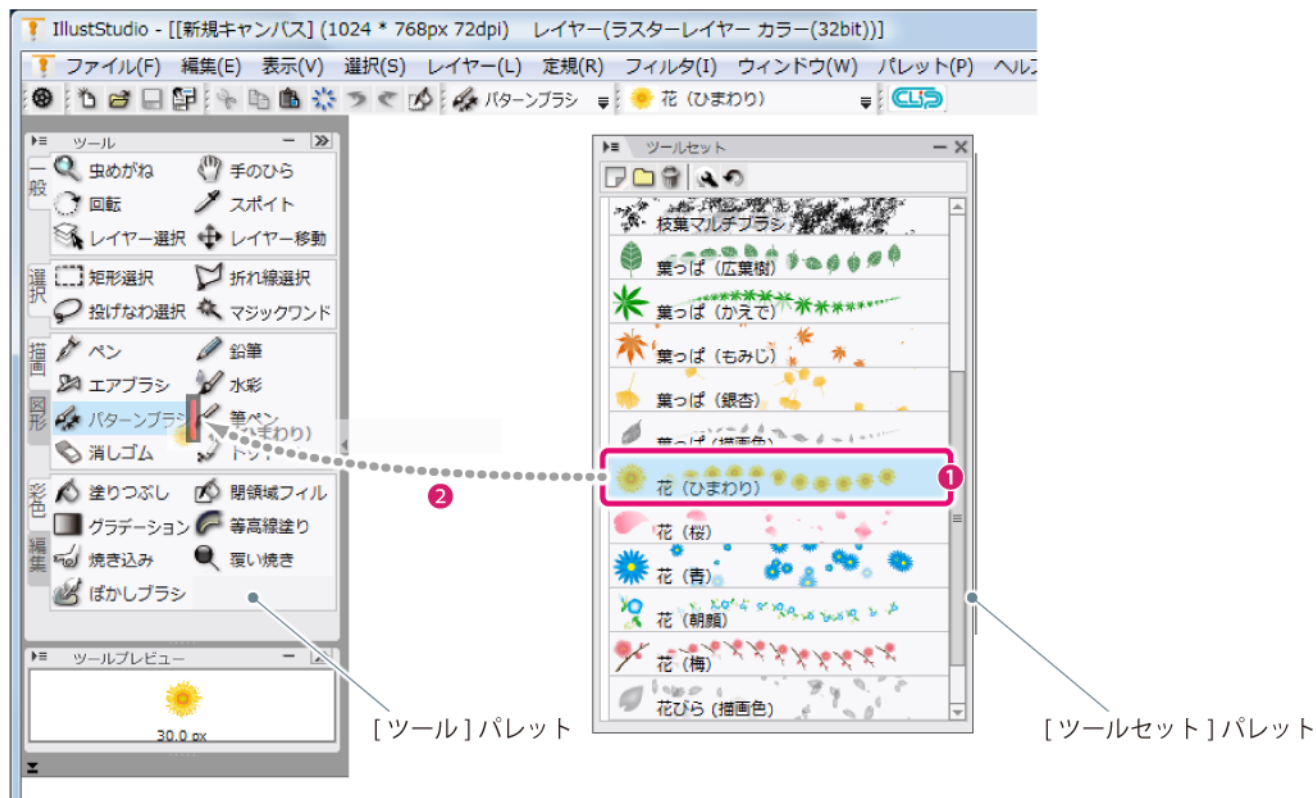 IllustStudio - [[新規キャンバス] (1024 * 768px 72dpi) レイヤー(ラスターレイヤー カラー(32bit))]
ファイル(F) 編集(E) 表示(V) 選択(S) レイヤー(L) 定規(R) フィルタ(I) ウィンドウ(W) パレット(P)
パターンブラシ 花 (ひまわり) CLIP
ツール
一般
虫めがね 手のひら
回転 スポイト
レイヤー選択 レイヤー移動
選択
矩形選択 折れ線選択
投げなわ選択 マジックワンド
描画
図形
ペン 鉛筆
エアブラシ 水彩
パターンブラシ 筆ペン
(ひまわり)
消しゴム
彩色
編集
塗りつぶし 閉領域フィル
グラデーション 等高線塗り
焼き込み 覆い焼き
ぼかしブラシ
ツールプレビュー
30.0 px
[ ツール ] パレット
2
ツールセット
枝葉マルチブラシ
葉っぱ (広葉樹)
葉っぱ (かえで)
葉っぱ (もみじ)
葉っぱ (銀杏)
葉っぱ (描画色)
花 (ひまわり)
1
花 (桜)
花 (青)
花 (朝顔)
花 (梅)
花びら (描画色)
[ ツールセット ] パレット